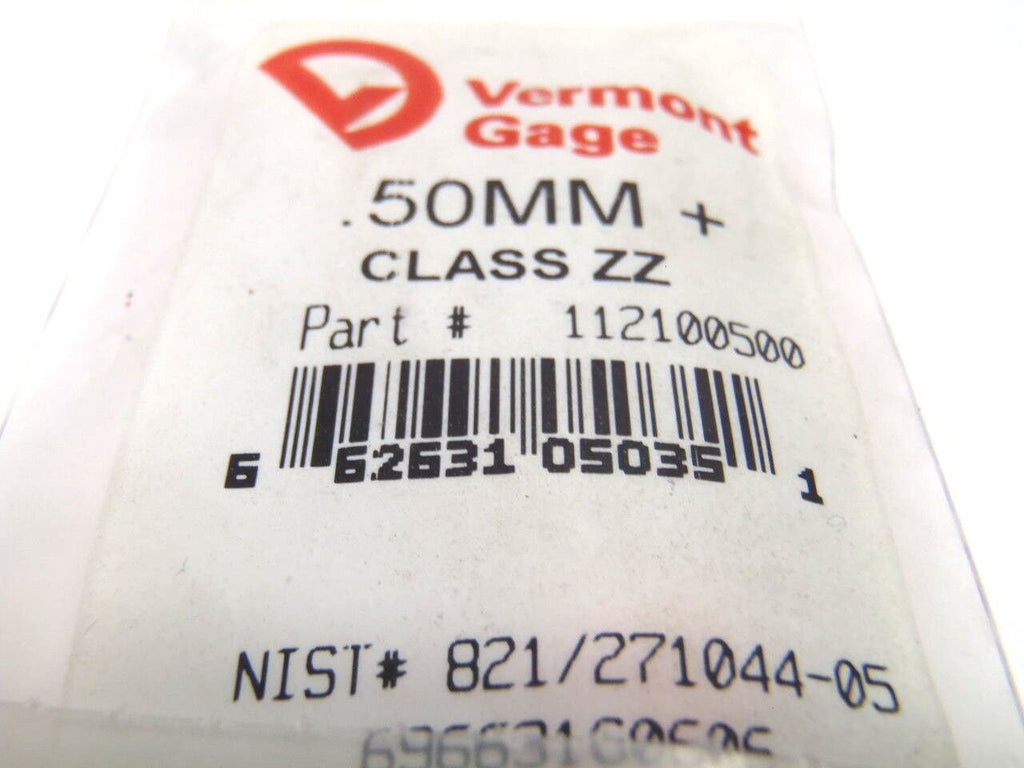 Vermont
Gage
.50MM +
CLASS ZZ
Part # 112100500
6 62631 05035 1
NIST# 821/271044-05